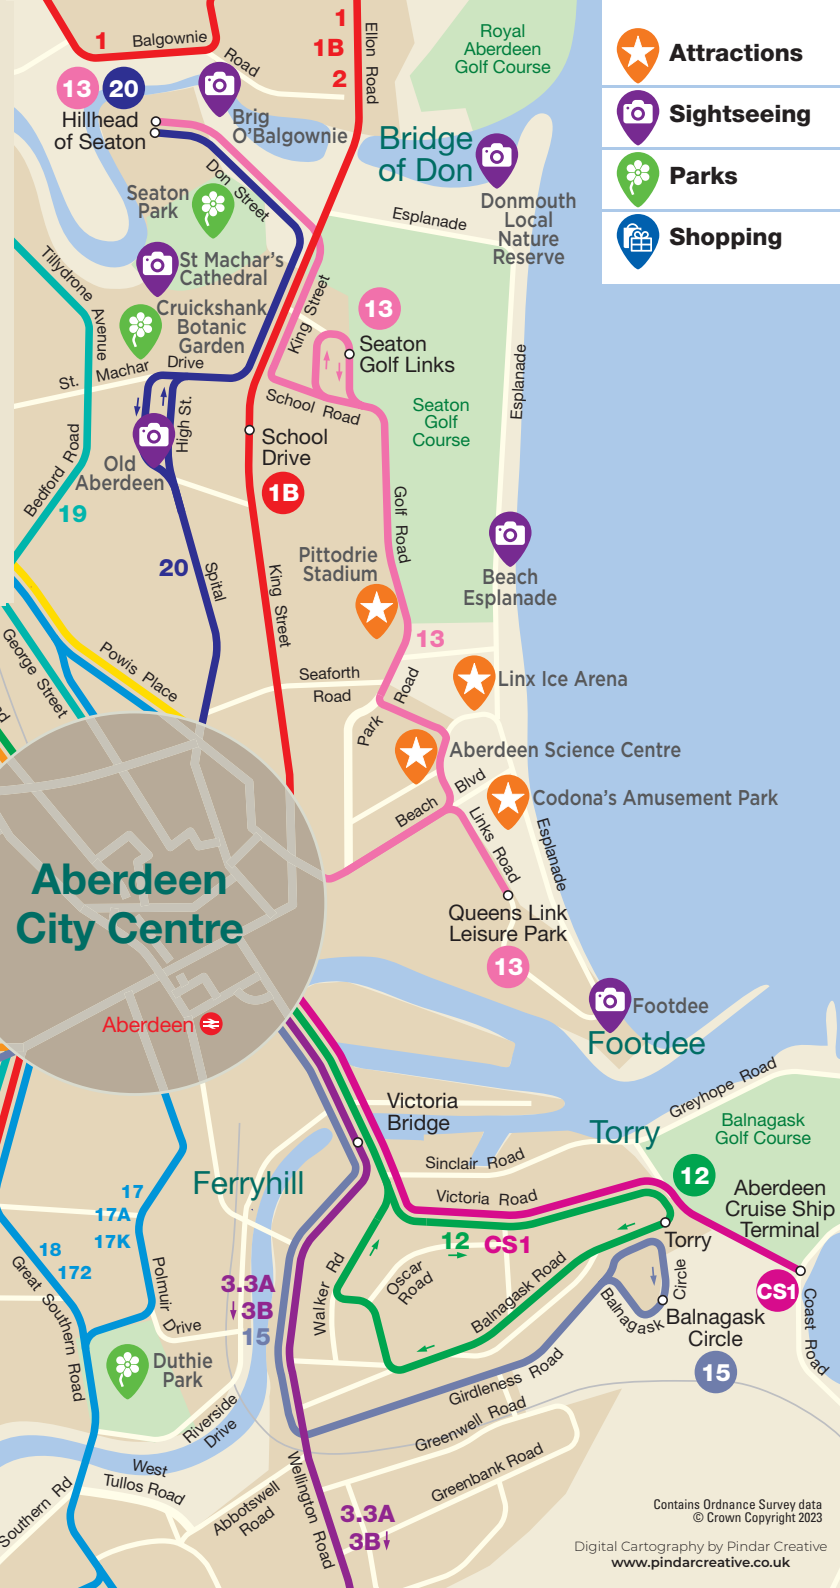 1
Balgownie
Road
1
1B
2
Ellon Road
Royal
Aberdeen
Golf Course
Attractions
Sightseeing
Parks
Shopping
13
20
Hillhead
of Seaton
Brig
O'Balgownie
Bridge
of Don
Don Street
Seaton
Park
Donmouth
Local
Nature
Reserve
Esplanade
St Machar's
Cathedral
Tillydrone
Avenue
Cruickshank
Botanic
Garden
King Street
13
Seaton
Golf Links
Esplanade
St. Machar Drive
High St.
School Road
Seaton
Golf
Course
School
Drive
1B
Old
Aberdeen
Bedford Road
19
Golf Road
20
Spital
King Street
Pittodrie
Stadium
Beach
Esplanade
13
George Street
Powis Place
Seaforth
Road
Park Road
Linx Ice Arena
Aberdeen Science Centre
Beach Blvd
Codona's Amusement Park
Links Road
Esplanade
Aberdeen
City Centre
Queens Link
Leisure Park
13
Aberdeen
Footdee
Footdee
Victoria
Bridge
Greyhope Road
Torry
Balnagask
Golf Course
Sinclair Road
12
Ferryhill
Victoria Road
Aberdeen
Cruise Ship
Terminal
17
17A
17K
12
CS1
Torry
18
172
Great Southern Road
Polmuir
Drive
3.3A
3B
15
Walker Rd
Oscar
Road
Balnagask Road
Balnagask
Circle
CS1
Balnagask
Circle
15
Coast Road
Duthie
Park
Girdleness Road
Riverside
Drive
Greenwell Road
West
Tullos Road
Greenbank Road
Southern Rd
Abbotswell
Road
Wellington Road
3.3A
3B
Contains Ordnance Survey data
© Crown Copyright 2023
Digital Cartography by Pindar Creative
www.pindarcreative.co.uk